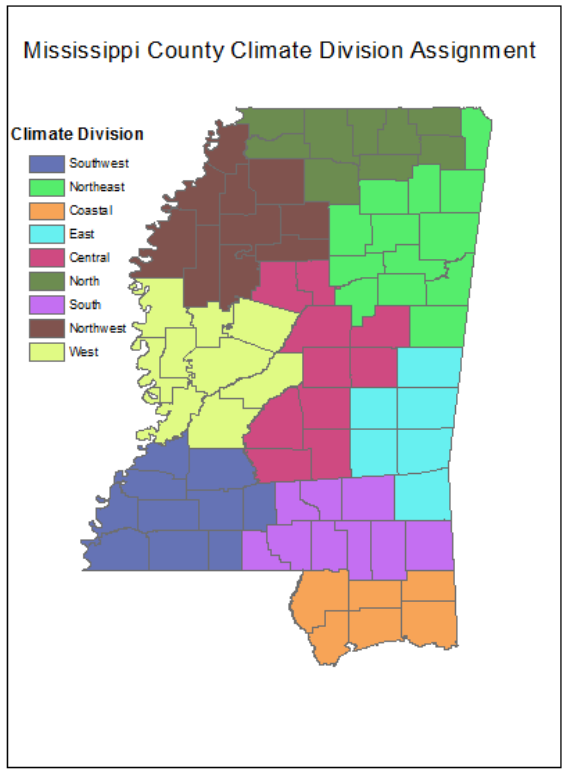 Mississippi County Climate Division Assignment
Climate Division
Southwest
Northeast
Coastal
East
Central
North
South
Northwest
West